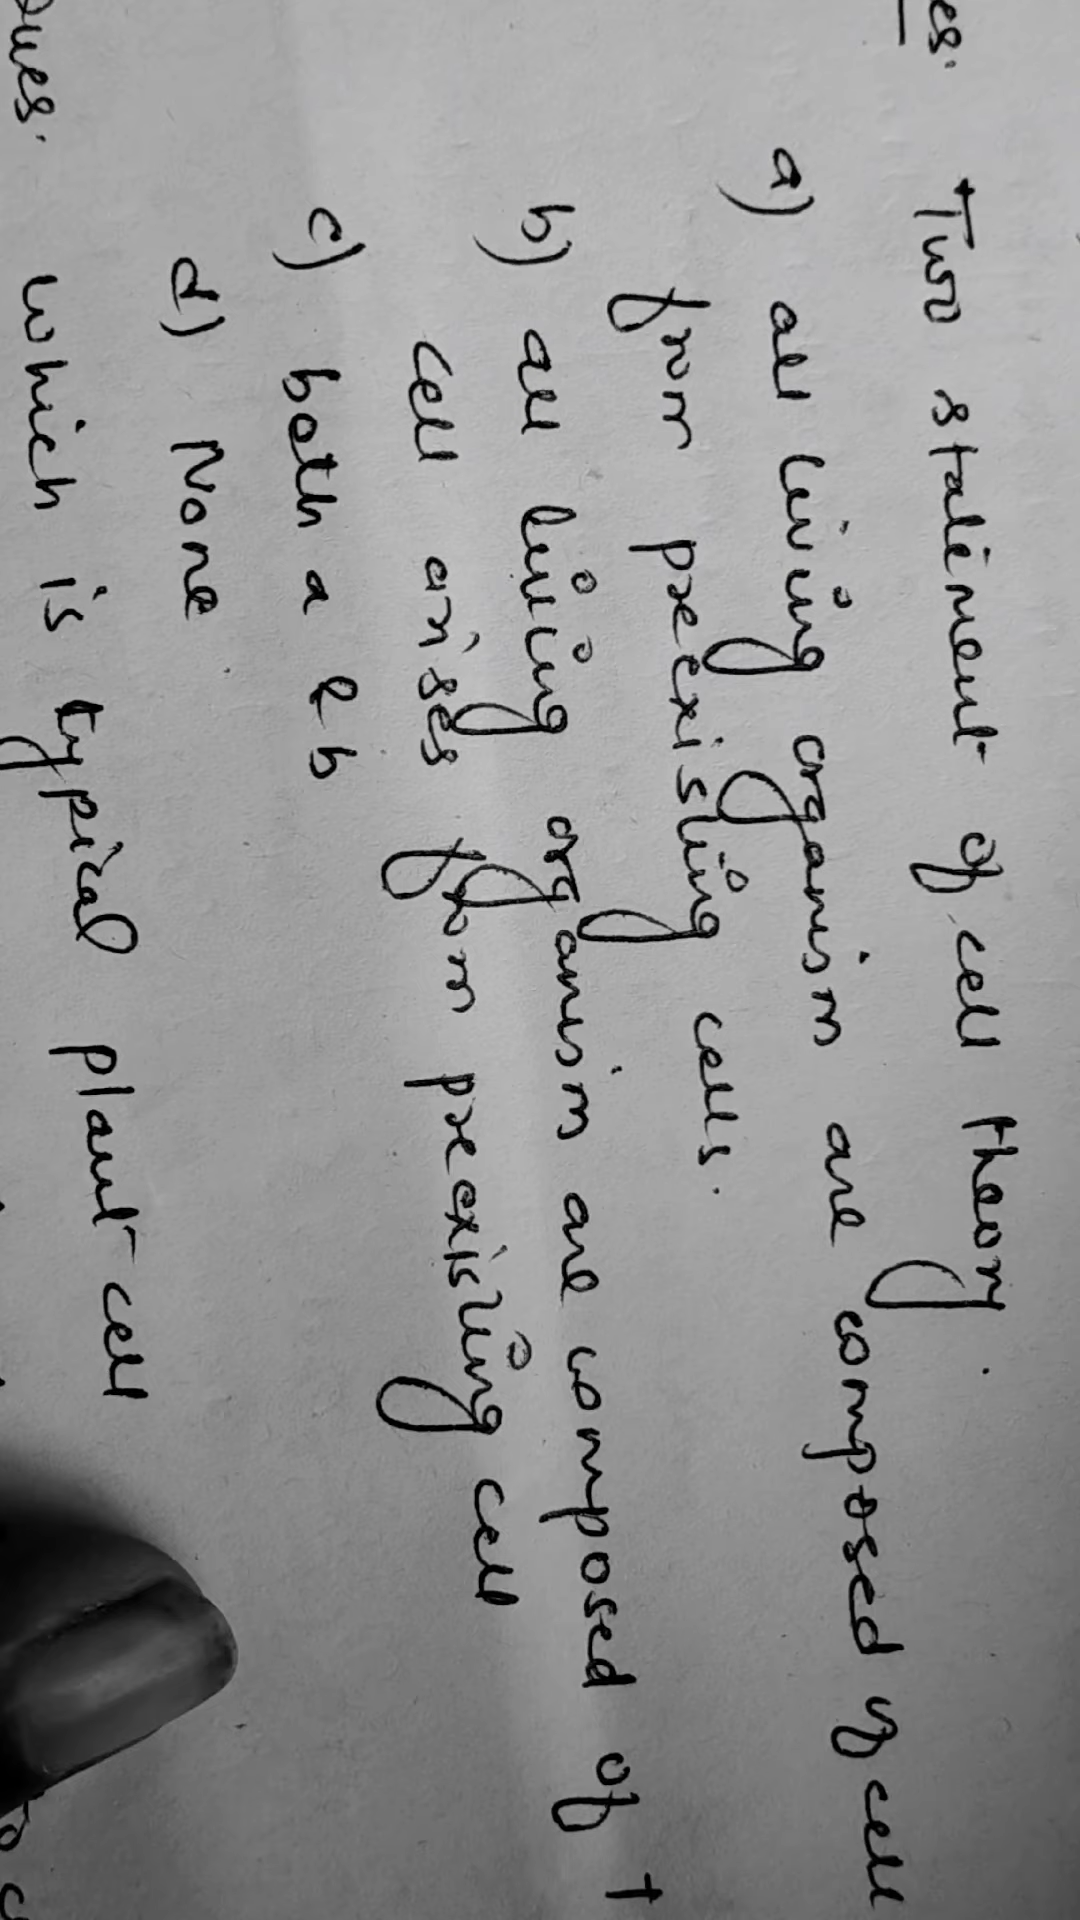 es. Two statement of cell theory.
a) all living organism are composed of cell
from preexisting cells.
b) all living organism are composed of t
cell arises from preexisting cell
c) both a & b
d) None
Ques. which is typical plant cell